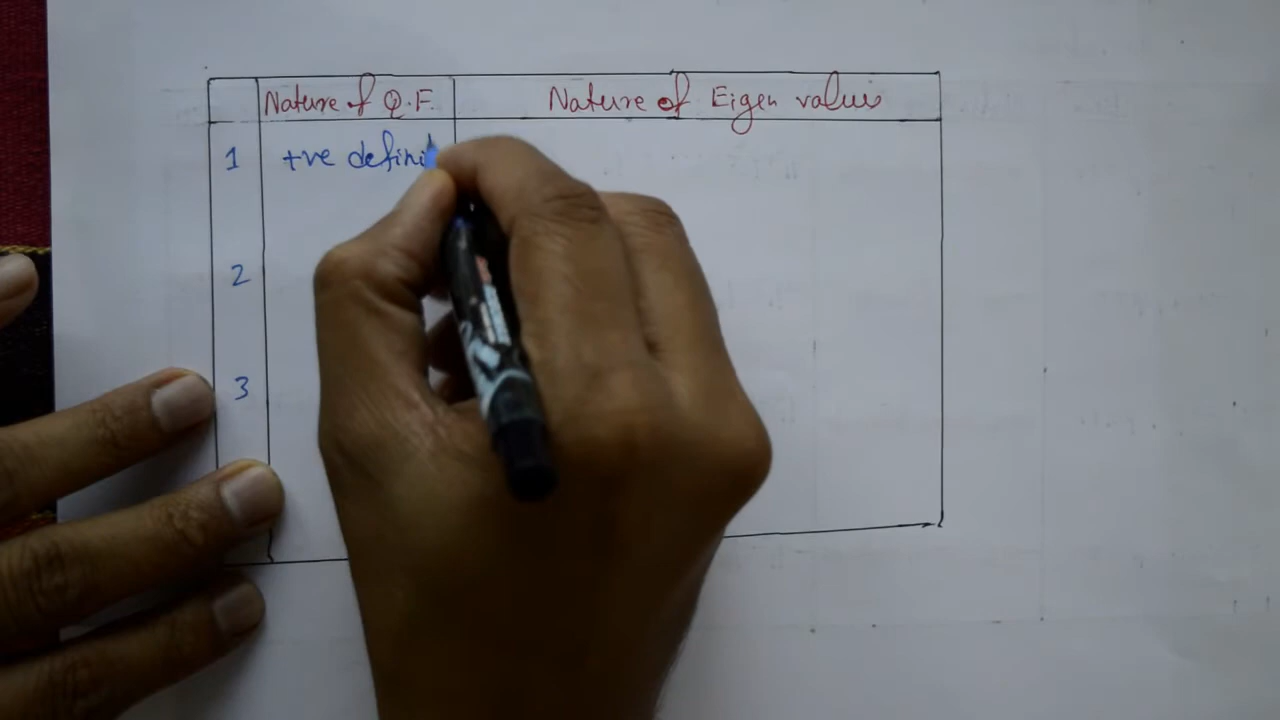 Nature of Q.F. Nature of Eigen values
1 +ve defini
2
3